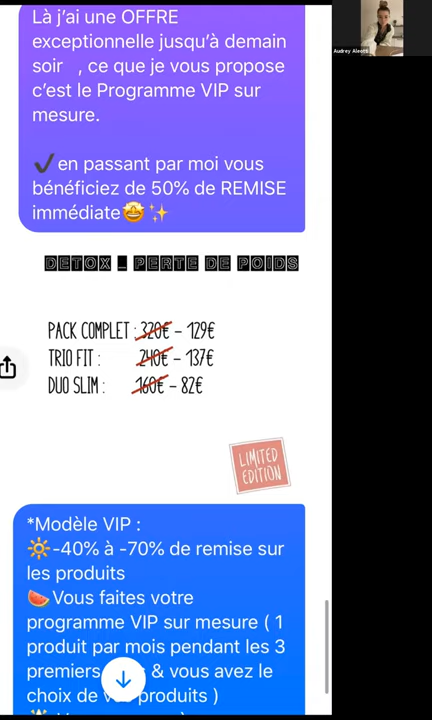 Là j'ai une OFFRE
exceptionnelle jusqu'à demain
soir , ce que je vous propose
c'est le Programme VIP sur
mesure.
✔️en passant par moi vous
bénéficiez de 50% de REMISE
immédiate🤩✨
DETOX _ PERTE DE POIDS
PACK COMPLET : 320€ – 129€
TRIO FIT : 240€ – 137€
DUO SLIM : 160€ – 82€
LIMITED
EDITION
*Modèle VIP :
🔆-40% à -70% de remise sur
les produits
🍉Vous faites votre
programme VIP sur mesure ( 1
produit par mois pendant les 3
premiers & vous avez le
choix de produits )
Audrey